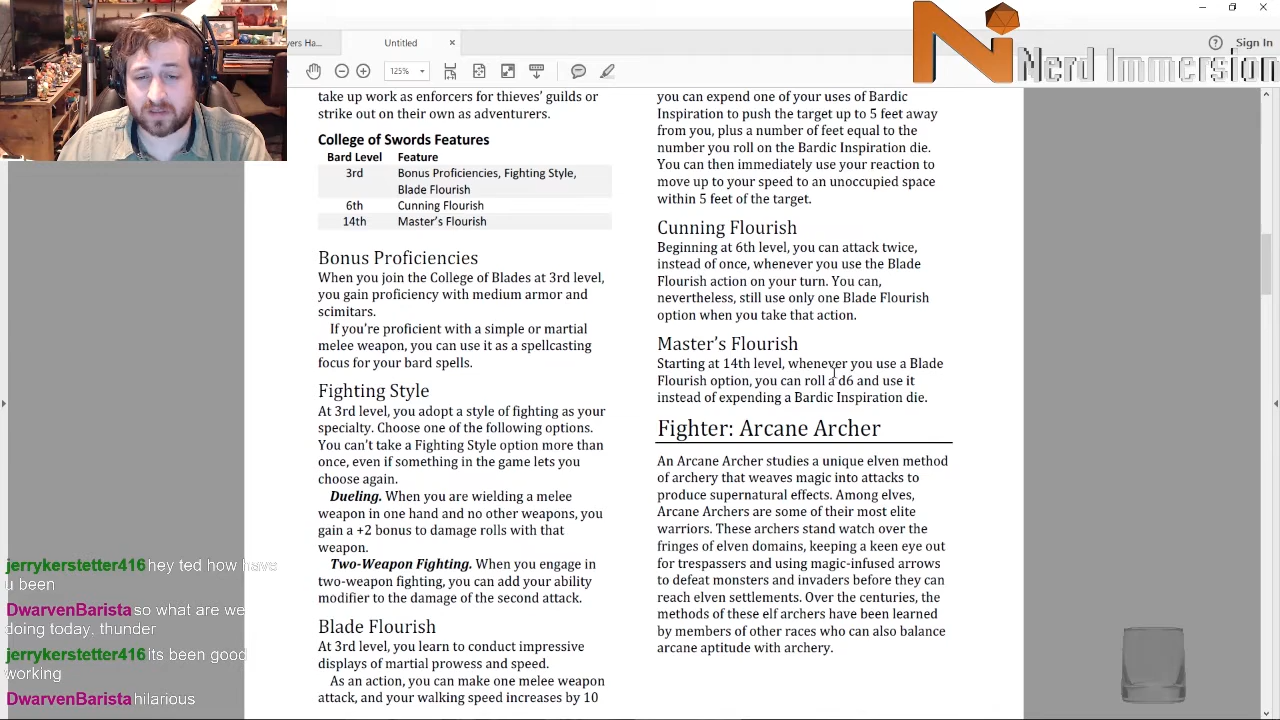 Nerd Immersion
ers Ha...
Untitled
125%
Sign In
take up work as enforcers for thieves' guilds or
strike out on their own as adventurers.
College of Swords Features
Bard Level Feature
3rd Bonus Proficiencies, Fighting Style,
Blade Flourish
6th Cunning Flourish
14th Master's Flourish
Bonus Proficiencies
When you join the College of Blades at 3rd level,
you gain proficiency with medium armor and
scimitars.
If you're proficient with a simple or martial
melee weapon, you can use it as a spellcasting
focus for your bard spells.
Fighting Style
At 3rd level, you adopt a style of fighting as your
specialty. Choose one of the following options.
You can't take a Fighting Style option more than
once, even if something in the game lets you
choose again.
Dueling. When you are wielding a melee
weapon in one hand and no other weapons, you
gain a +2 bonus to damage rolls with that
weapon.
Two-Weapon Fighting. When you engage in
two-weapon fighting, you can add your ability
modifier to the damage of the second attack.
Blade Flourish
At 3rd level, you learn to conduct impressive
displays of martial prowess and speed.
As an action, you can make one melee weapon
attack, and your walking speed increases by 10
you can expend one of your uses of Bardic
Inspiration to push the target up to 5 feet away
from you, plus a number of feet equal to the
number you roll on the Bardic Inspiration die.
You can then immediately use your reaction to
move up to your speed to an unoccupied space
within 5 feet of the target.
Cunning Flourish
Beginning at 6th level, you can attack twice,
instead of once, whenever you use the Blade
Flourish action on your turn. You can,
nevertheless, still use only one Blade Flourish
option when you take that action.
Master's Flourish
Starting at 14th level, whenever you use a Blade
Flourish option, you can roll a d6 and use it
instead of expending a Bardic Inspiration die.
Fighter: Arcane Archer
An Arcane Archer studies a unique elven method
of archery that weaves magic into attacks to
produce supernatural effects. Among elves,
Arcane Archers are some of their most elite
warriors. These archers stand watch over the
fringes of elven domains, keeping a keen eye out
for trespassers and using magic-infused arrows
to defeat monsters and invaders before they can
reach elven settlements. Over the centuries, the
methods of these elf archers have been learned
by members of other races who can also balance
arcane aptitude with archery.
jerrykerstetter416 hey ted how have
u been
DwarvenBarista so what are we
doing today, thunder
jerrykerstetter416 its been good
working
DwarvenBarista hilarious